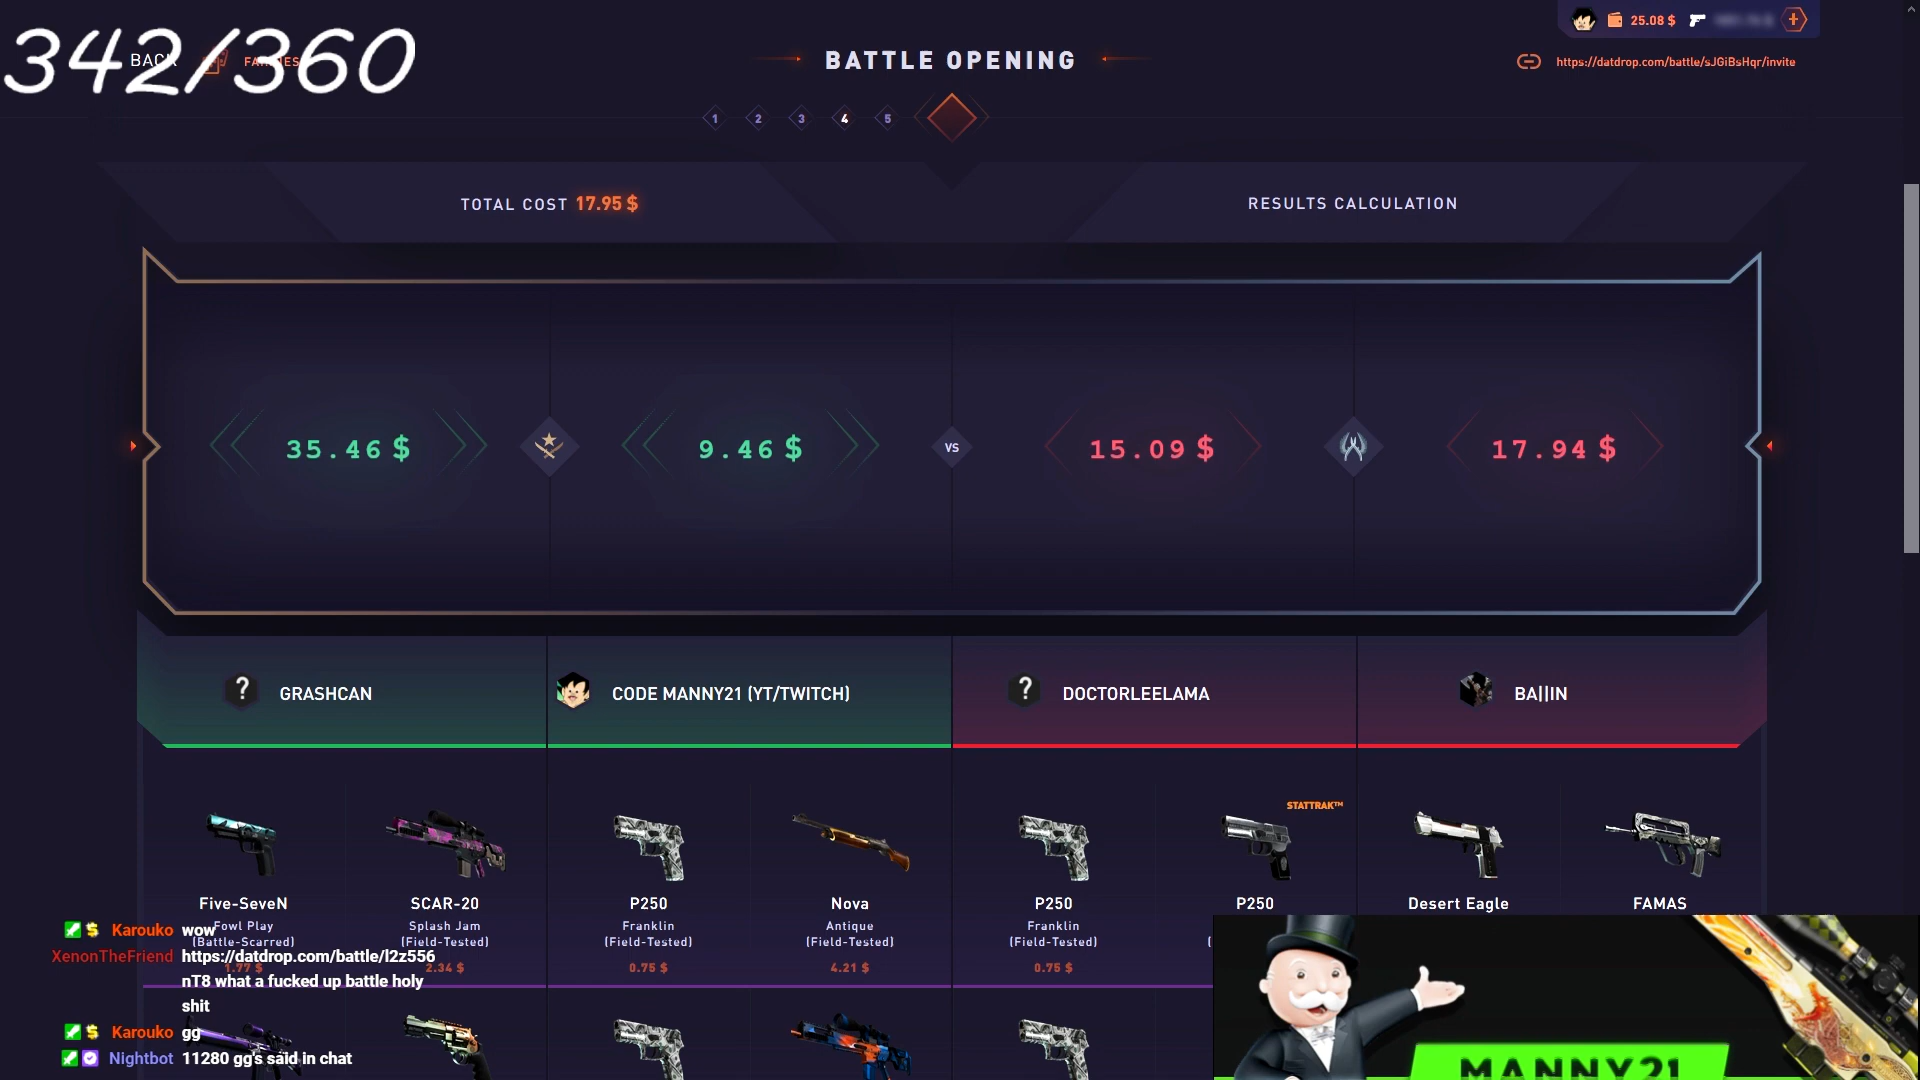 342/360
BACK
FAIRNESS
BATTLE OPENING
25.08 $
https://datdrop.com/battle/sJGiBsHqr/invite
1 2 3 4 5
TOTAL COST 17.95 $
RESULTS CALCULATION
35.46 $
9.46 $
VS
15.09 $
17.94 $
? GRASHCAN
CODE MANNY21 (YT/TWITCH)
? DOCTORLEELAMA
BA||IN
STATTRAK™
Five-SeveN
Fowl Play
(Battle-Scarred)
1.77 $
SCAR-20
Splash Jam
(Field-Tested)
2.34 $
P250
Franklin
(Field-Tested)
0.75 $
Nova
Antique
(Field-Tested)
4.21 $
P250
Franklin
(Field-Tested)
0.75 $
P250
Desert Eagle
FAMAS
Karouko wow
XenonTheFriend https://datdrop.com/battle/l2z556
nT8 what a fucked up battle holy
shit
Karouko gg
Nightbot 11280 gg's said in chat
MANNY21